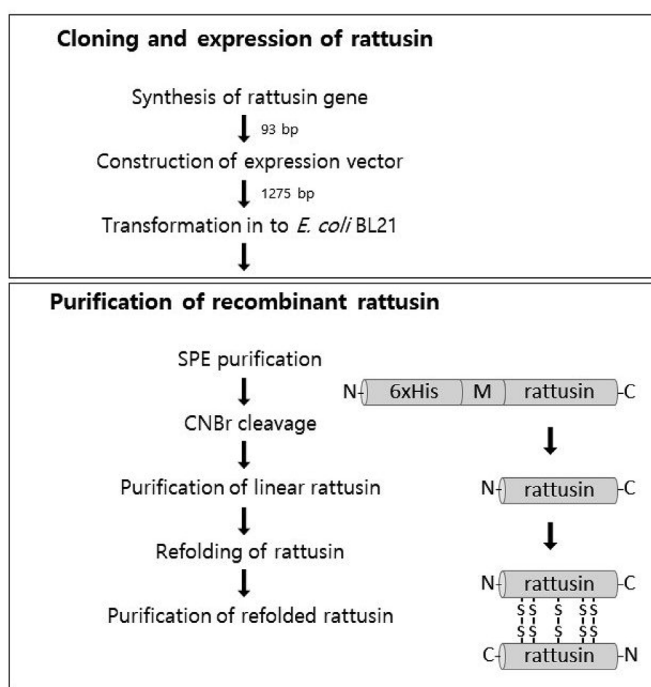 Cloning and expression of rattusin
Synthesis of rattusin gene
93 bp
Construction of expression vector
1275 bp
Transformation in to E. coli BL21
Purification of recombinant rattusin
SPE purification
N- 6xHis M rattusin -C
CNBr cleavage
Purification of linear rattusin
N- rattusin -C
Refolding of rattusin
N- rattusin -C
Purification of refolded rattusin
S S S S S
S S S S S
C- rattusin -N